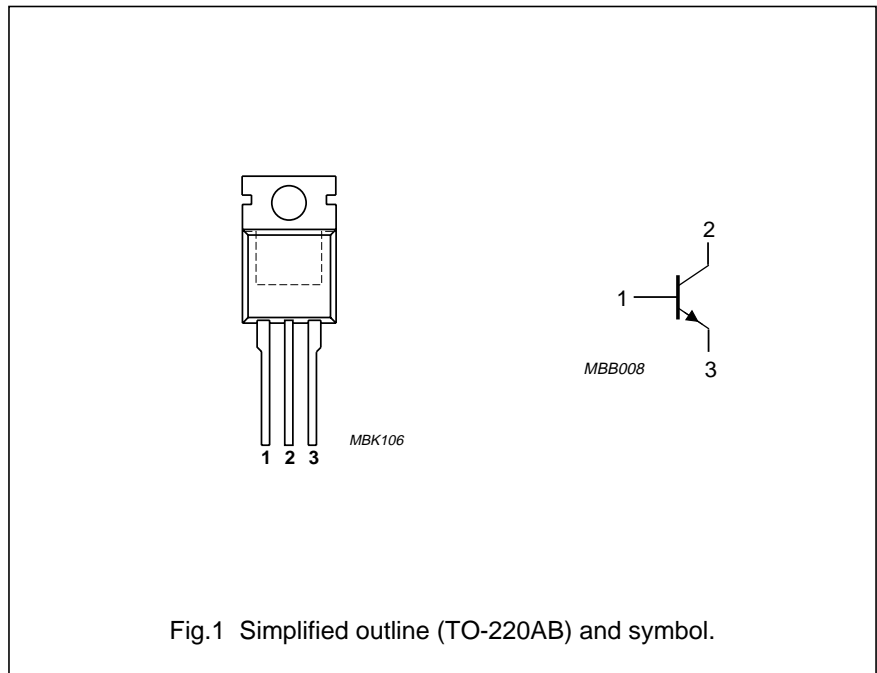 2
1
MBB008
3
MBK106
1 2 3
Fig.1 Simplified outline (TO-220AB) and symbol.